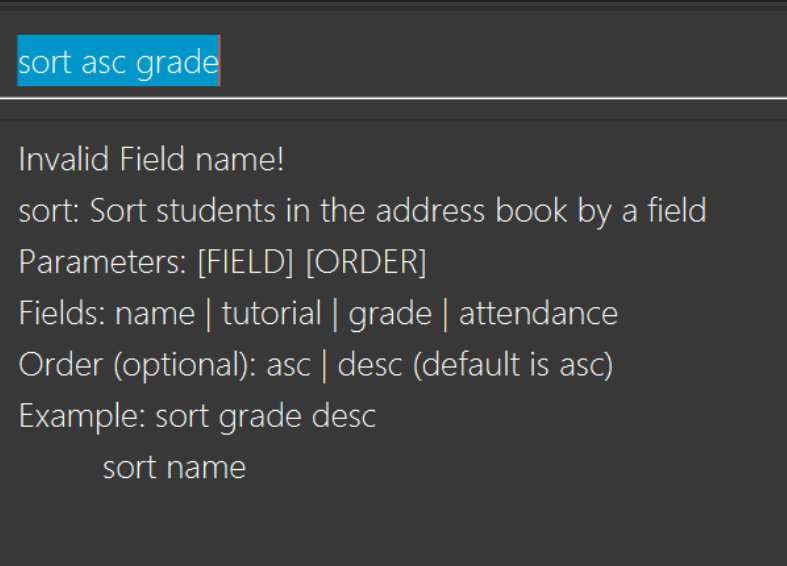 sort asc grade
Invalid Field name!
sort: Sort students in the address book by a field
Parameters: [FIELD] [ORDER]
Fields: name | tutorial | grade | attendance
Order (optional): asc | desc (default is asc)
Example: sort grade desc
sort name